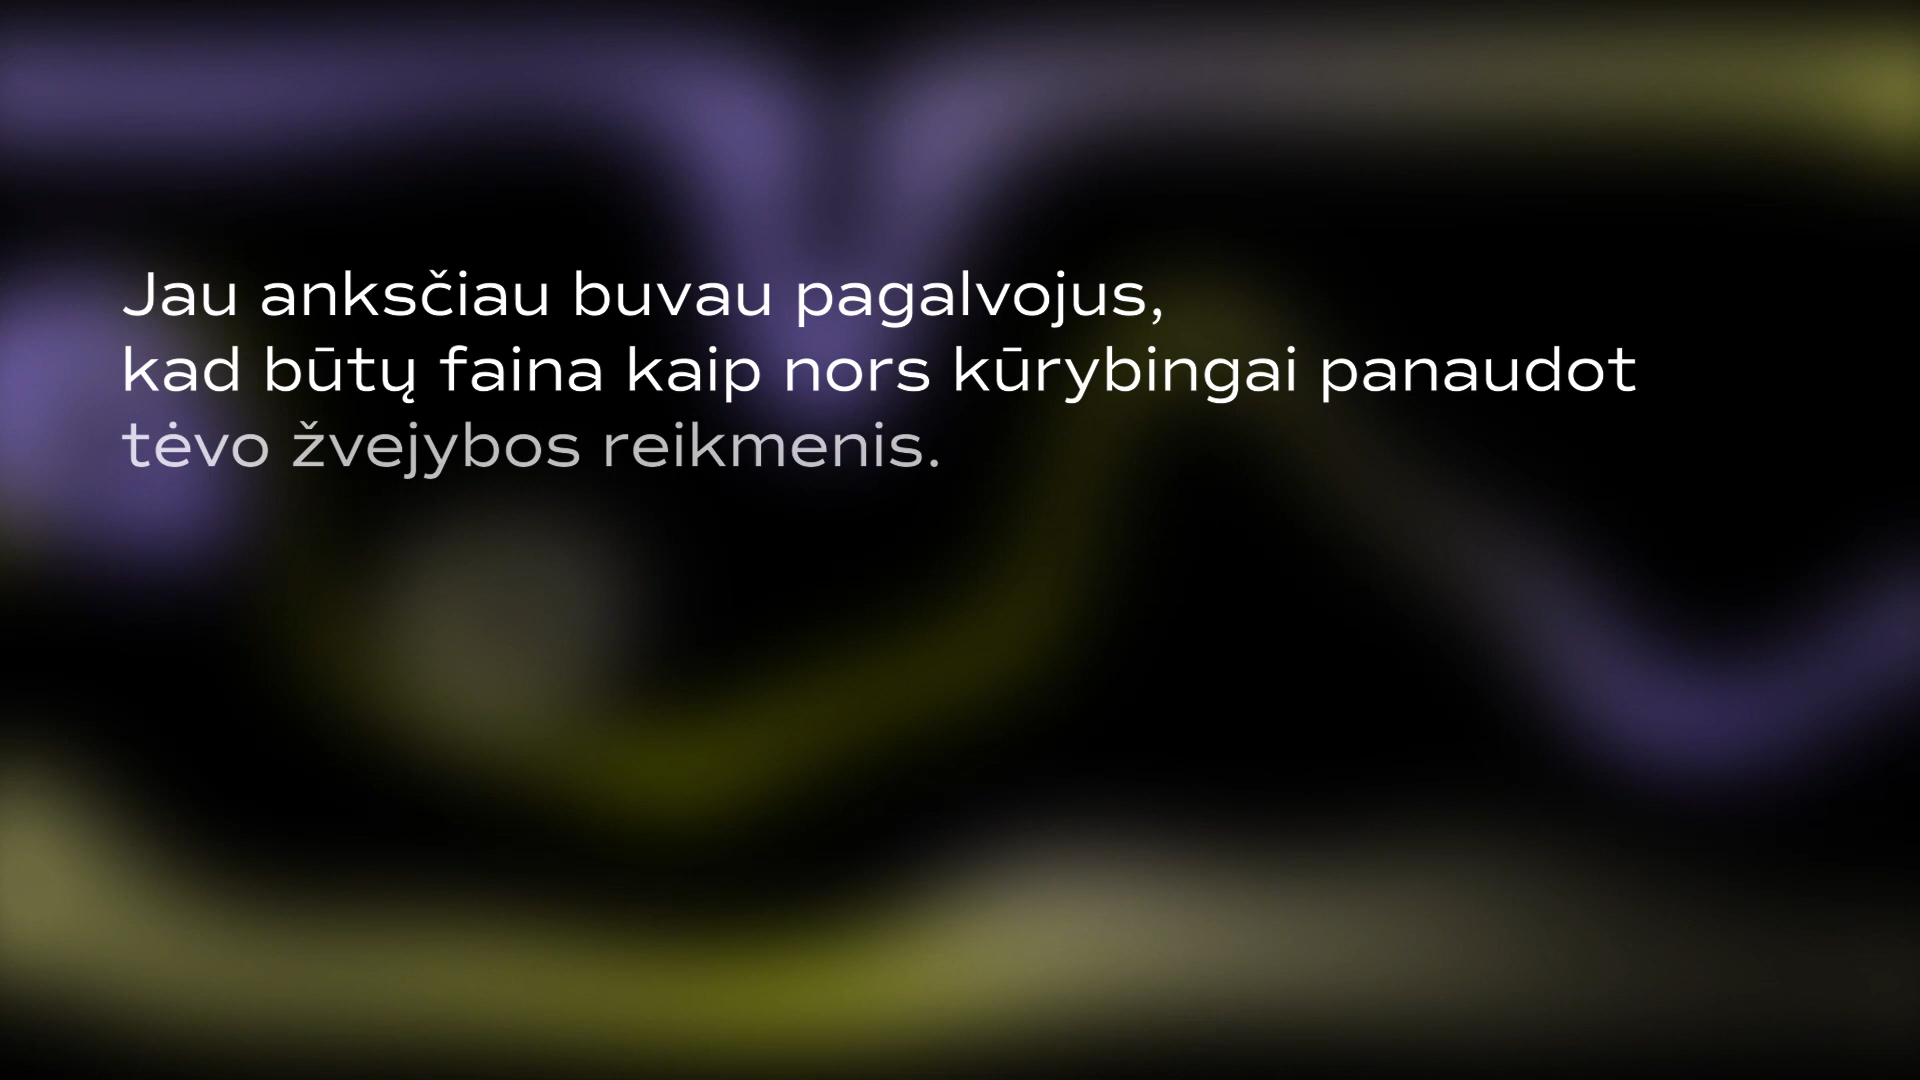 Jau anksčiau buvau pagalvojus,
kad būtų faina kaip nors kūrybingai panaudot
tėvo žvejybos reikmenis.